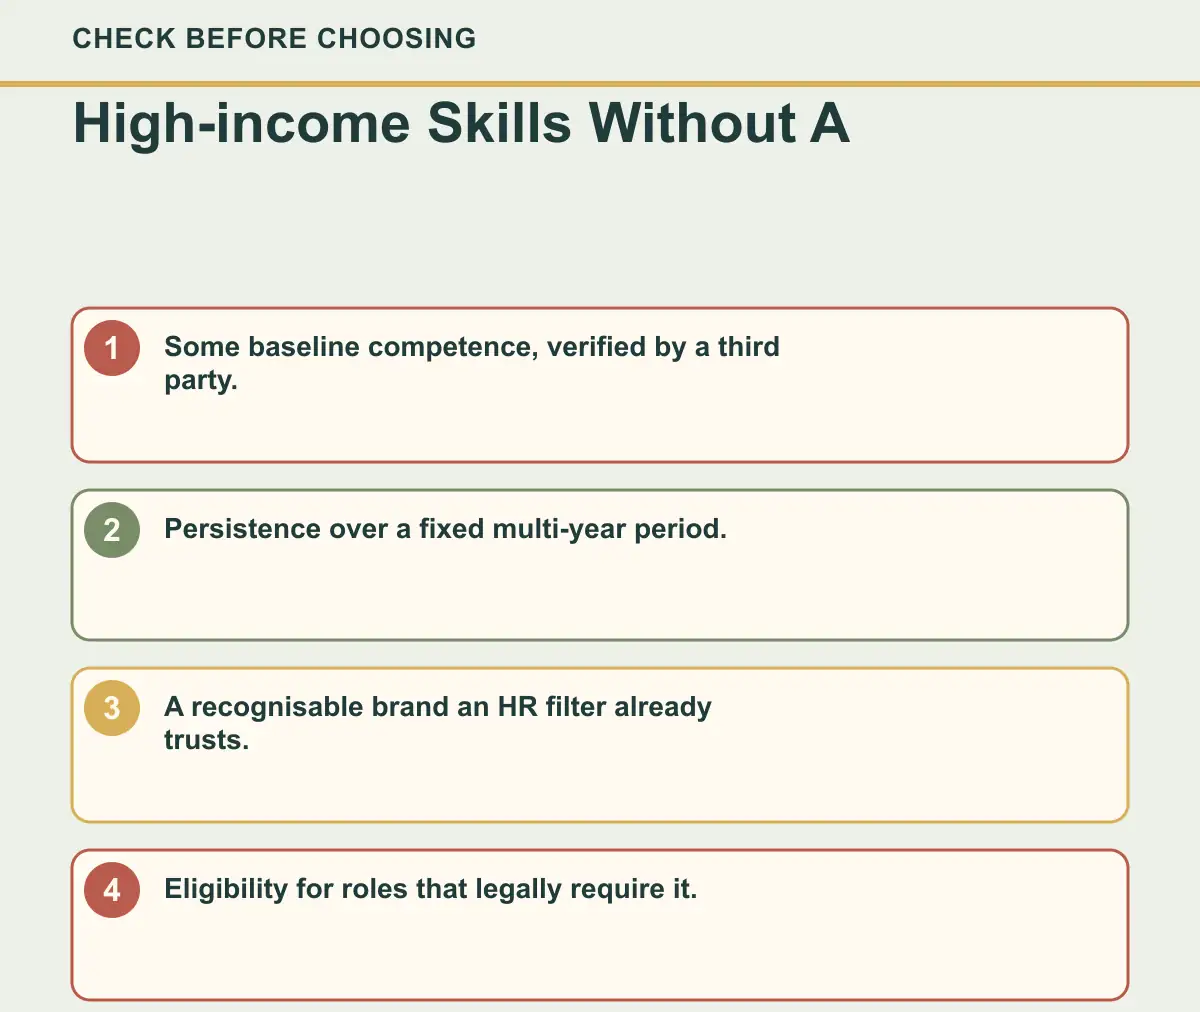 CHECK BEFORE CHOOSING
High-income Skills Without A
1
Some baseline competence, verified by a third
party.
2
Persistence over a fixed multi-year period.
3
A recognisable brand an HR filter already
trusts.
4
Eligibility for roles that legally require it.